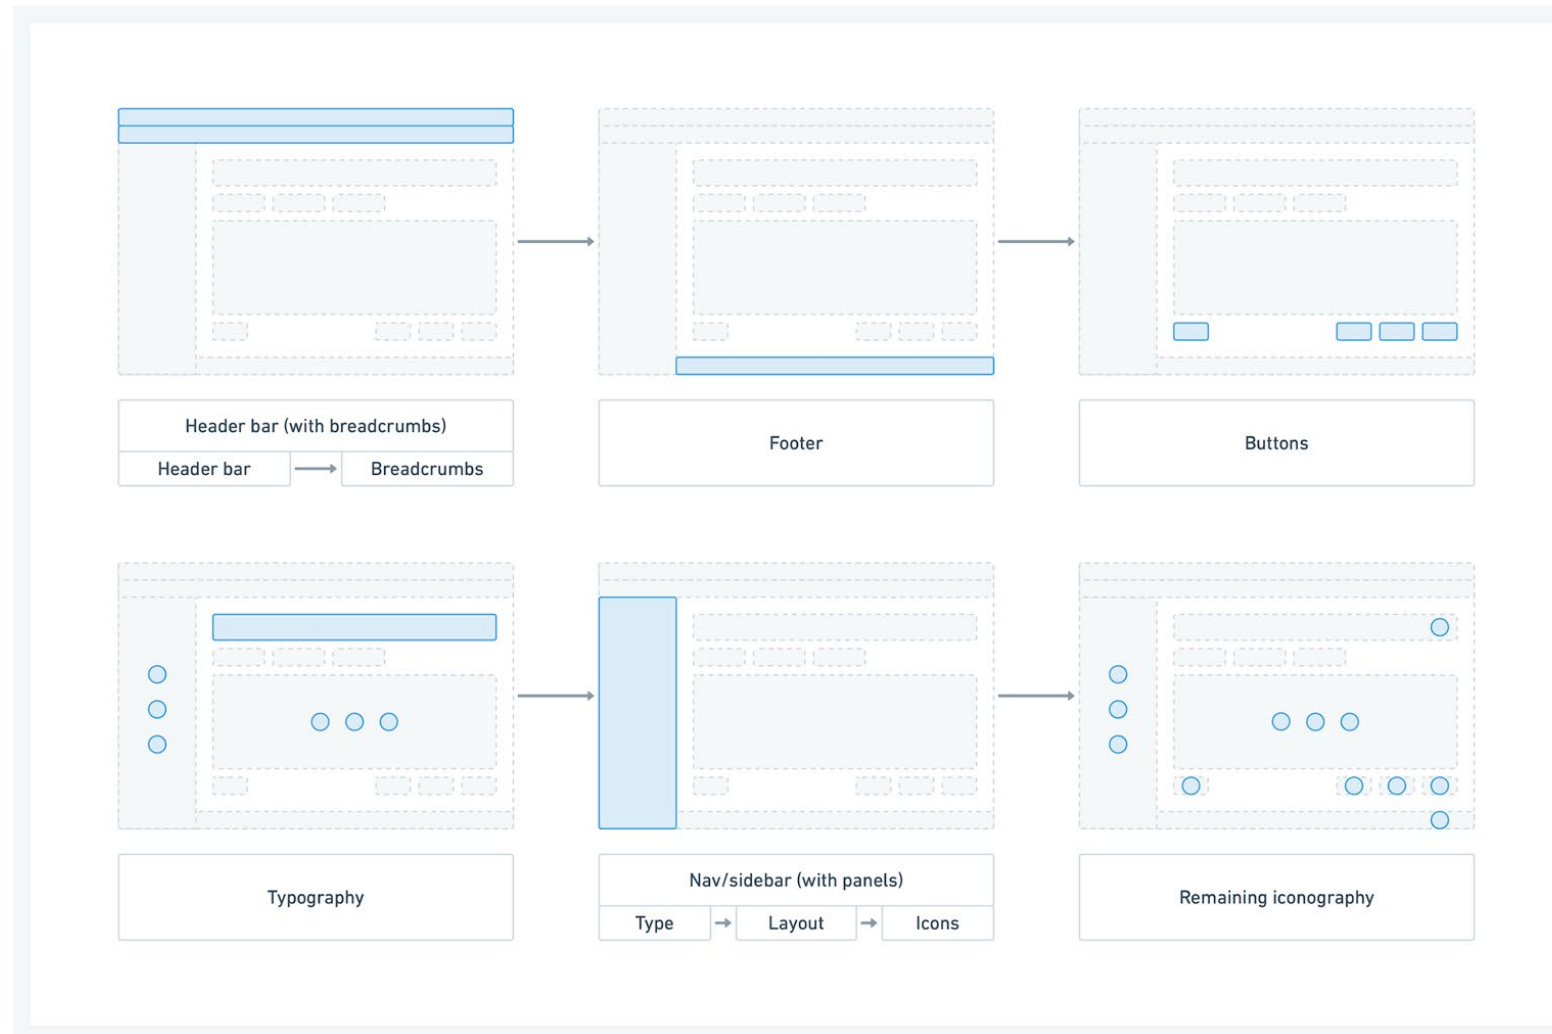 Header bar (with breadcrumbs)
Header bar
Breadcrumbs
Footer
Buttons
Typography
Nav/sidebar (with panels)
Type
Layout
Icons
Remaining iconography